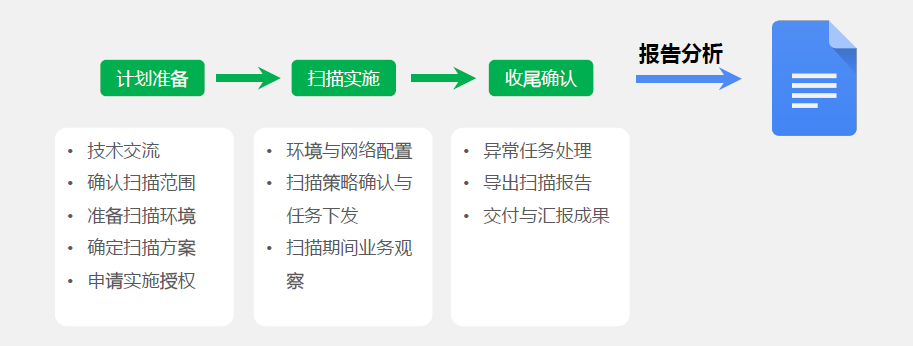 报告分析
计划准备
扫描实施
收尾确认
• 技术交流
• 确认扫描范围
• 准备扫描环境
• 确定扫描方案
• 申请实施授权
• 环境与网络配置
• 扫描策略确认与
任务下发
• 扫描期间业务观
察
• 异常任务处理
• 导出扫描报告
• 交付与汇报成果